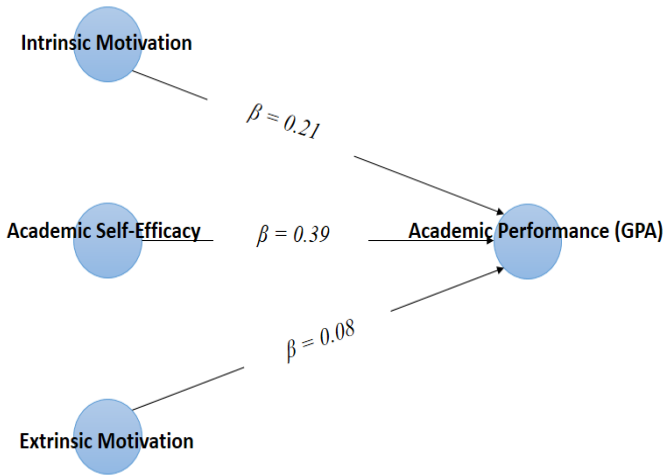 Intrinsic Motivation
β = 0.21
Academic Self-Efficacy
β = 0.39
Academic Performance (GPA)
β = 0.08
Extrinsic Motivation